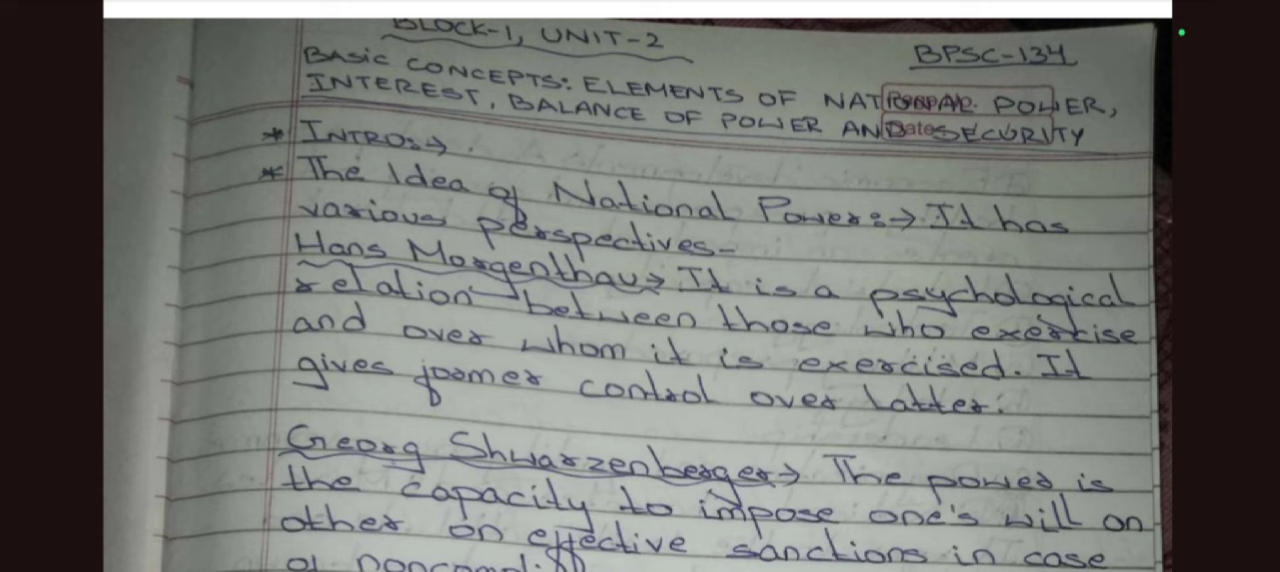 BLOCK-1, UNIT-2
BPSC-134
BASIC CONCEPTS: ELEMENTS OF NATIONAL POWER,
INTEREST, BALANCE OF POWER AND SECURITY
* INTRO:→
* The Idea of National Power:→ It has
various perspectives-
Hans Morgenthau→ It is a psychological
relation between those who exercise
and over whom it is exercised. It
gives former control over latter.
Georg Shwarzenberger→ The power is
the capacity to impose one's will on
other on effective sanctions in case
of